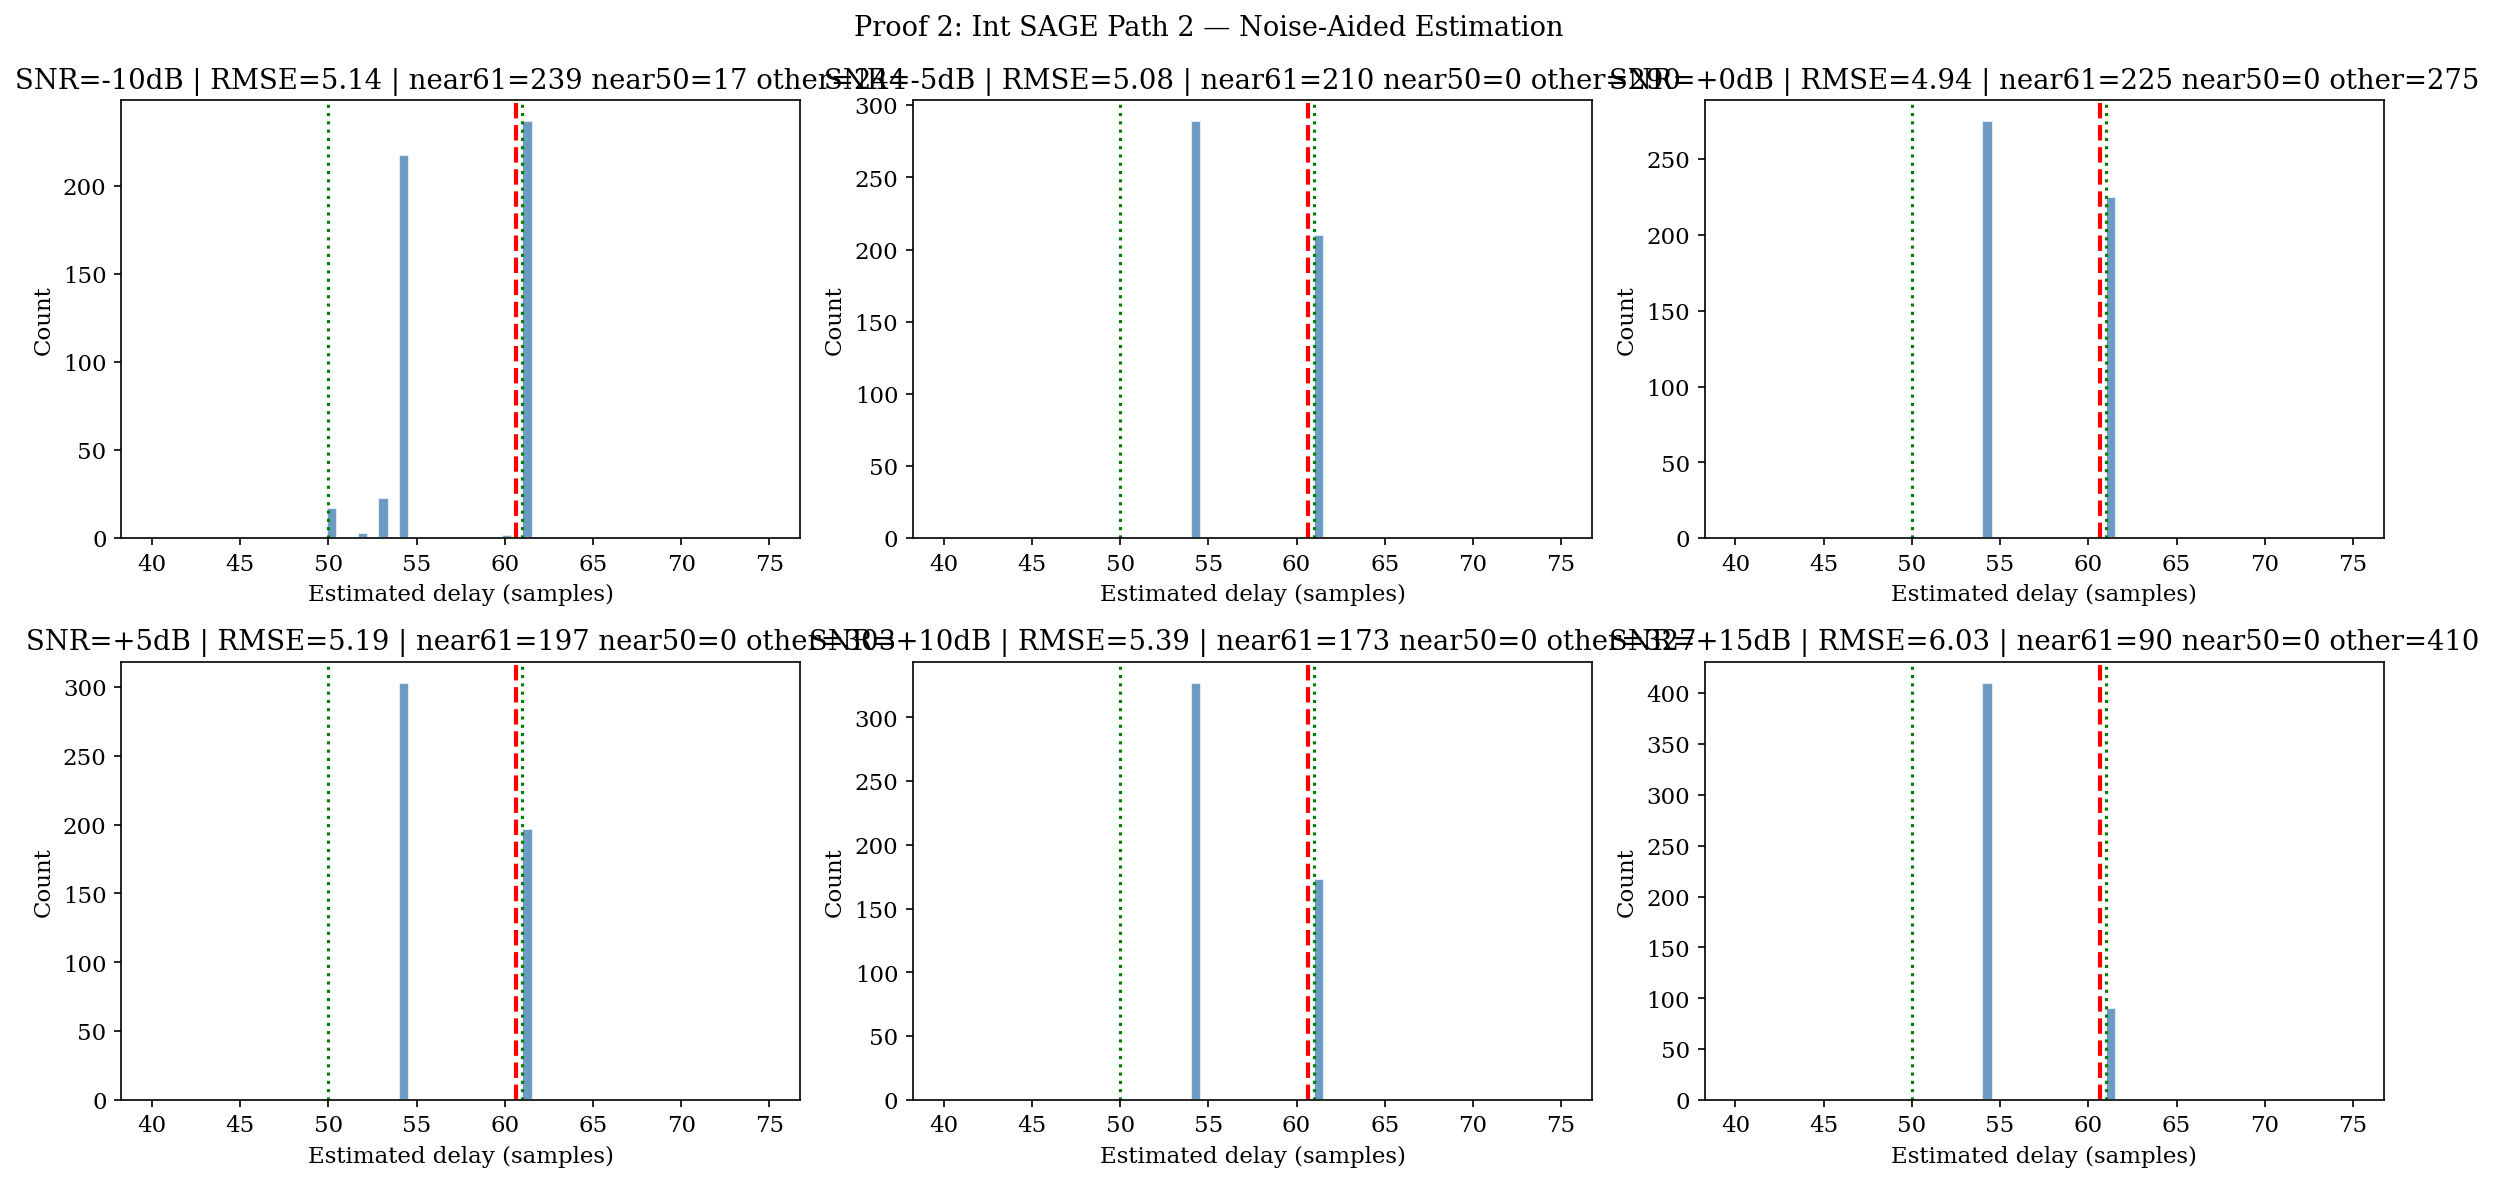 Proof 2: Int SAGE Path 2 — Noise-Aided Estimation
SNR=-10dB | RMSE=5.14 | near61=239 near50=17 other=244
SNR=-5dB | RMSE=5.08 | near61=210 near50=0 other=290
SNR=+0dB | RMSE=4.94 | near61=225 near50=0 other=275
Count
0
50
100
150
200
40 45 50 55 60 65 70 75
Estimated delay (samples)
Count
0
50
100
150
200
250
300
40 45 50 55 60 65 70 75
Estimated delay (samples)
Count
0
50
100
150
200
250
40 45 50 55 60 65 70 75
Estimated delay (samples)
SNR=+5dB | RMSE=5.19 | near61=197 near50=0 other=303
SNR=+10dB | RMSE=5.39 | near61=173 near50=0 other=327
SNR=+15dB | RMSE=6.03 | near61=90 near50=0 other=410
Count
0
50
100
150
200
250
300
40 45 50 55 60 65 70 75
Estimated delay (samples)
Count
0
50
100
150
200
250
300
40 45 50 55 60 65 70 75
Estimated delay (samples)
Count
0
50
100
150
200
250
300
350
400
40 45 50 55 60 65 70 75
Estimated delay (samples)